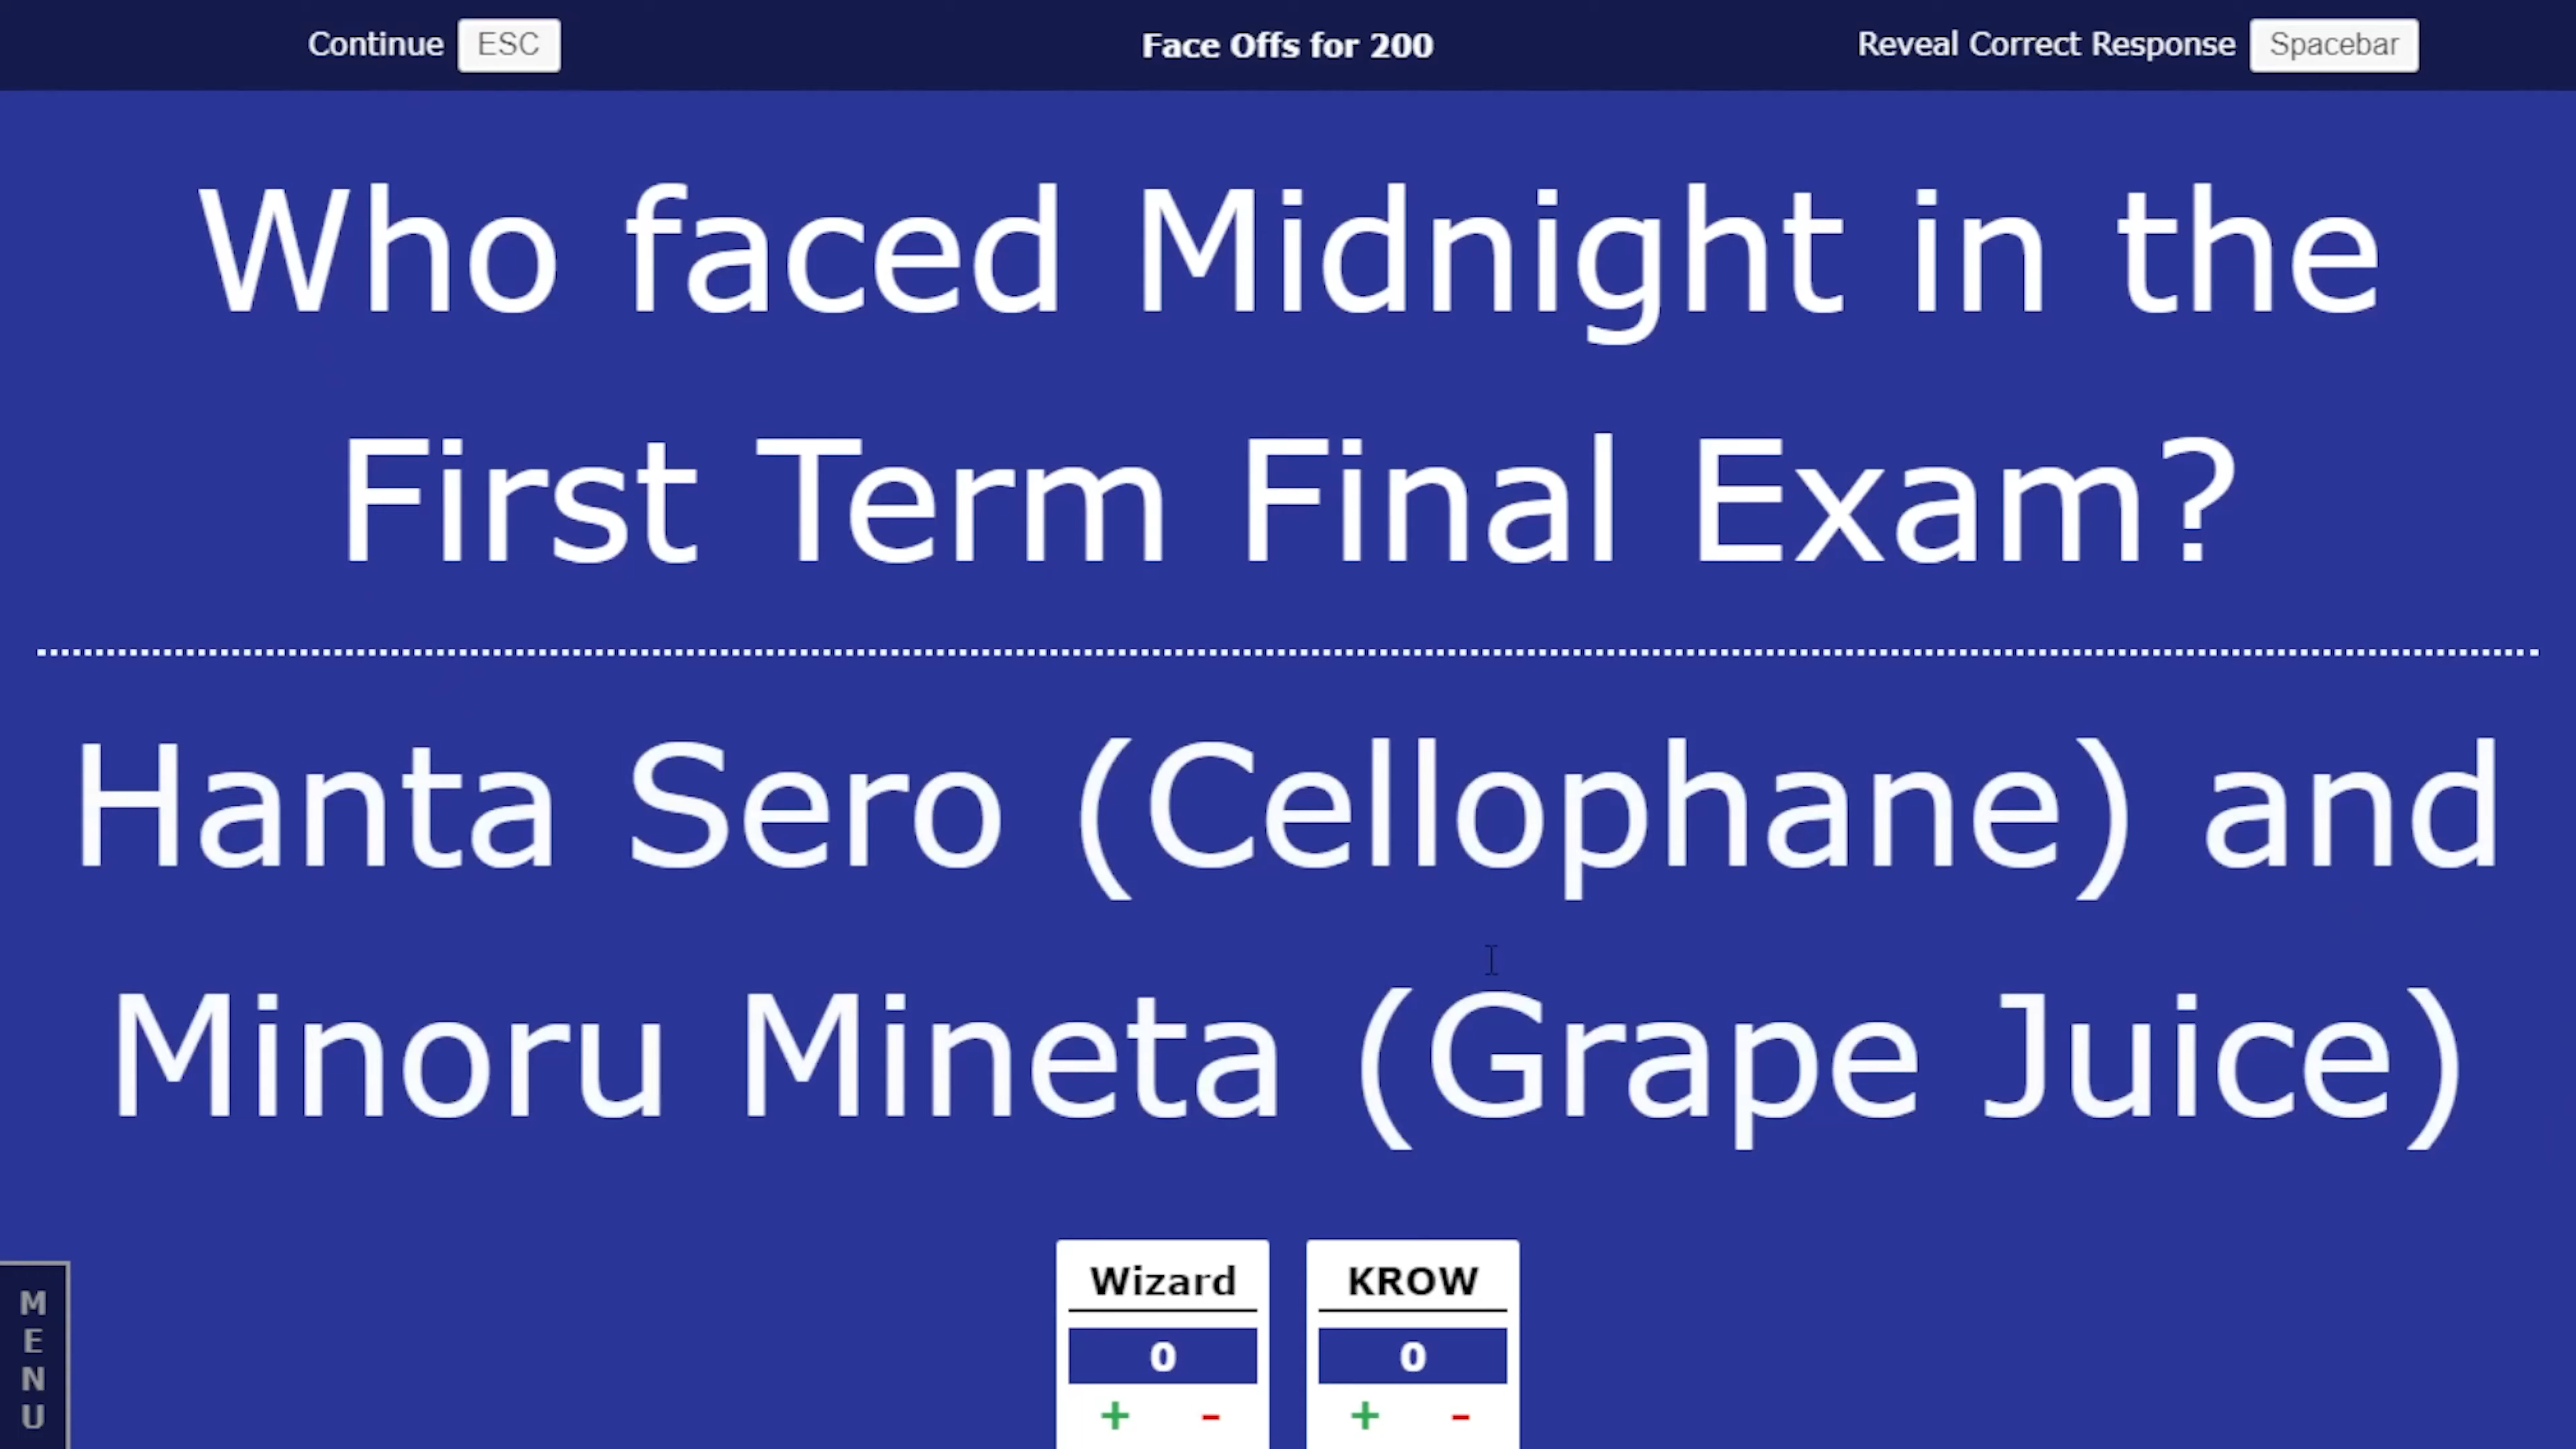 Continue ESC Face Offs for 200 Reveal Correct Response Spacebar
Who faced Midnight in the
First Term Final Exam?
Hanta Sero (Cellophane) and
Minoru Mineta (Grape Juice)
MENU
Wizard KROW
0 0
+ - + -